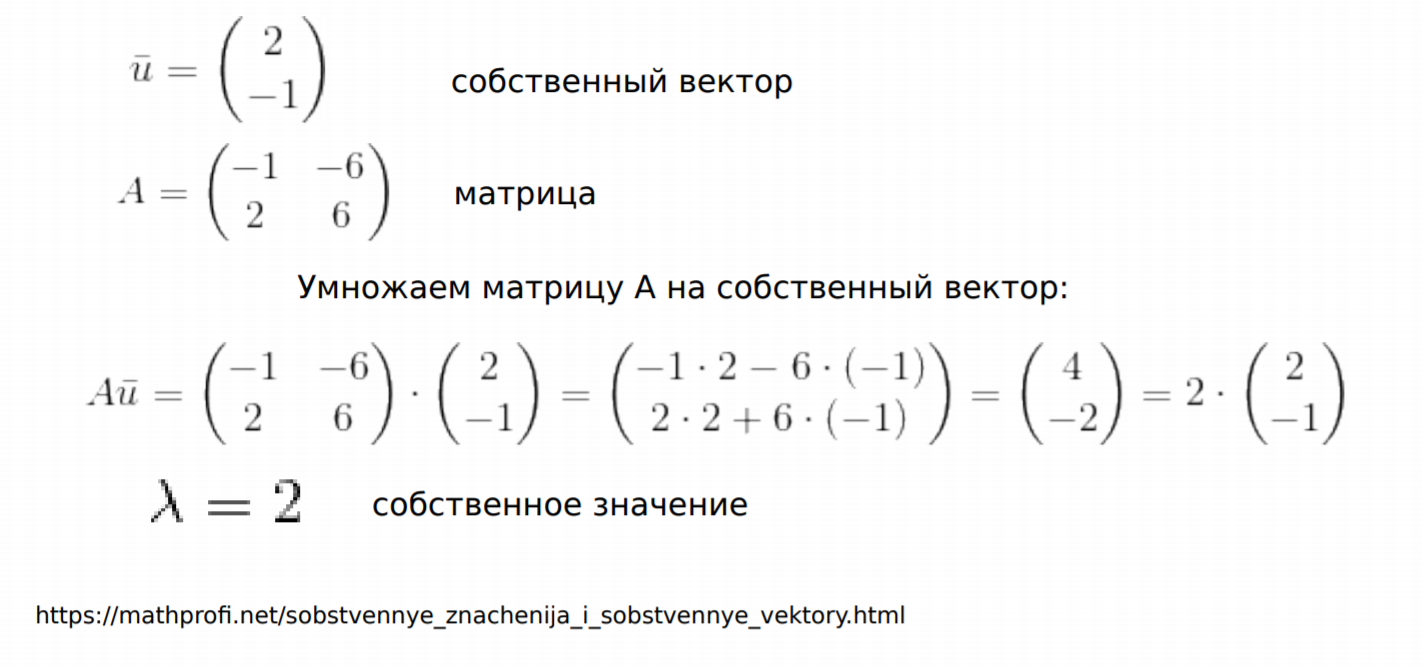 ū = (2 −1) собственный вектор
A = (−1 −6 2 6) матрица
Умножаем матрицу А на собственный вектор:
Aū = (−1 −6 2 6) · (2 −1) = (−1 · 2 − 6 · (−1) 2 · 2 + 6 · (−1)) = (4 −2) = 2 · (2 −1)
λ = 2 собственное значение
https://mathprofi.net/sobstvennye_znachenija_i_sobstvennye_vektory.html